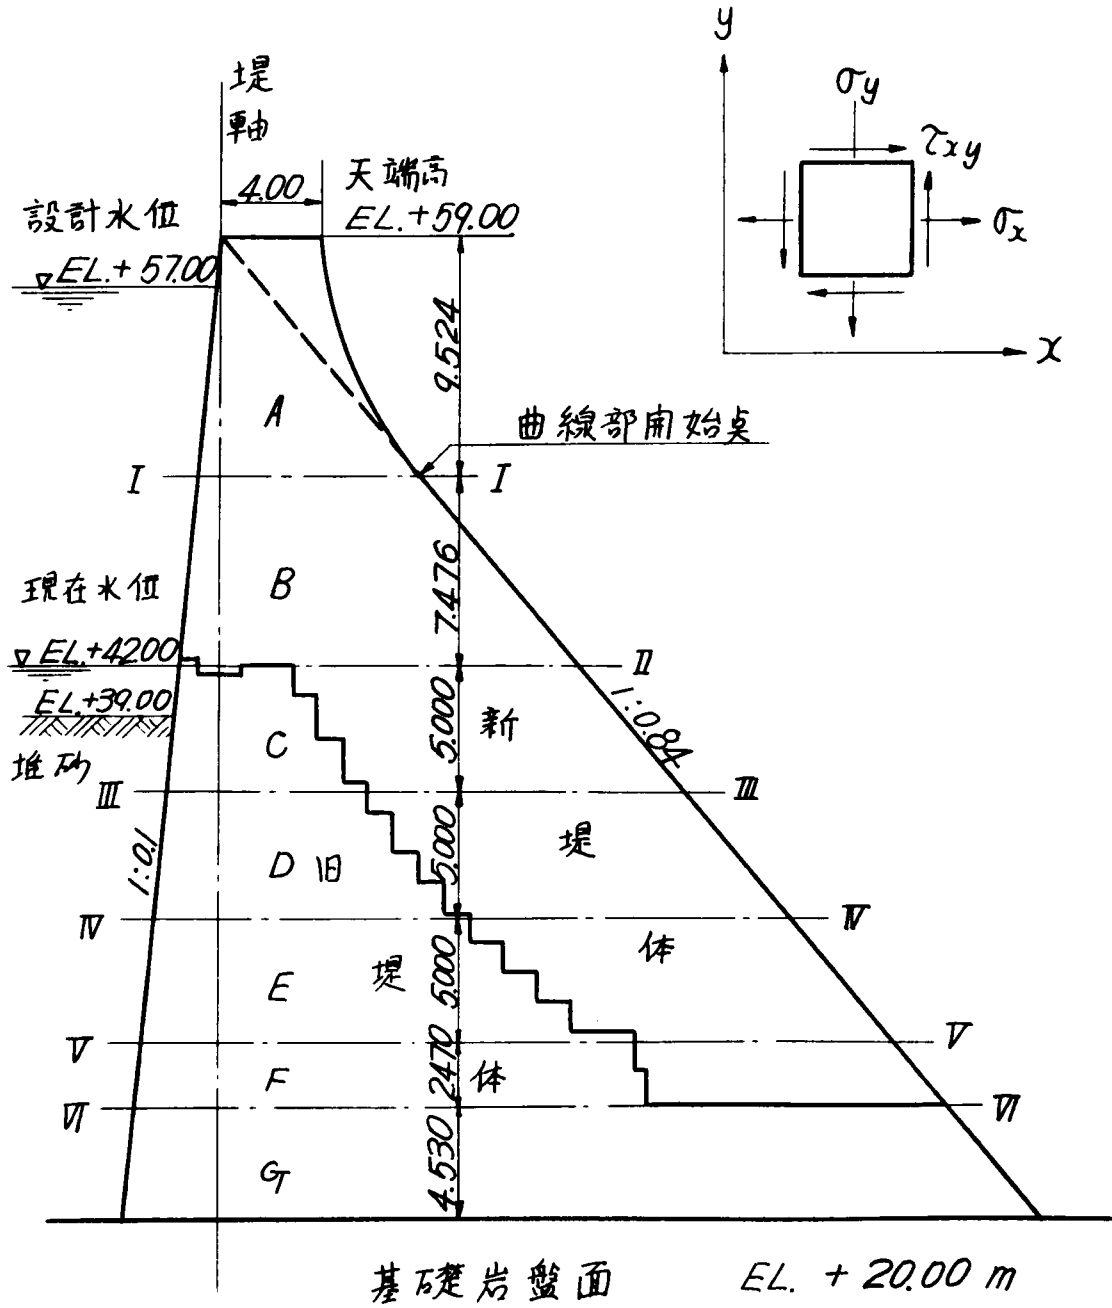 堤
軸
4.00
天端高
EL.+59.00
設計水位
EL.+57.00
9.524
A
曲線部開始点
I
I
現在水位
B
7.476
EL.+42.00
II
EL.+39.00
堆砂
C
5.000
新
1:0.84
III
III
1:0.1
D 旧
5.000
堤
IV
IV
E
堤
5.000
体
V
V
F
2.470
体
VI
VI
G
4.530
基礎岩盤面 EL. + 20.00 m
y
σy
τxy
σx
x